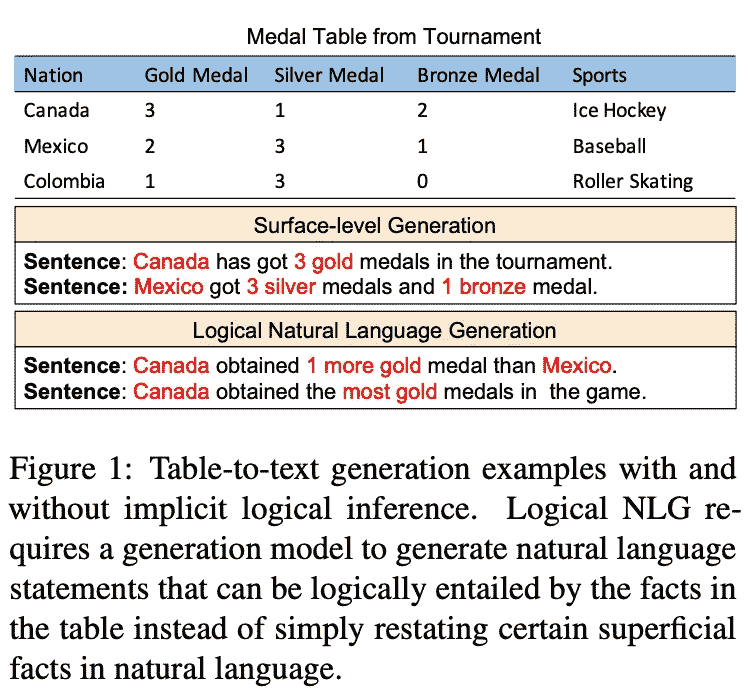 Medal Table from Tournament
Nation Gold Medal Silver Medal Bronze Medal Sports
Canada 3 1 2 Ice Hockey
Mexico 2 3 1 Baseball
Colombia 1 3 0 Roller Skating
Surface-level Generation
Sentence: Canada has got 3 gold medals in the tournament.
Sentence: Mexico got 3 silver medals and 1 bronze medal.
Logical Natural Language Generation
Sentence: Canada obtained 1 more gold medal than Mexico.
Sentence: Canada obtained the most gold medals in the game.
Figure 1: Table-to-text generation examples with and
without implicit logical inference. Logical NLG re-
quires a generation model to generate natural language
statements that can be logically entailed by the facts in
the table instead of simply restating certain superficial
facts in natural language.